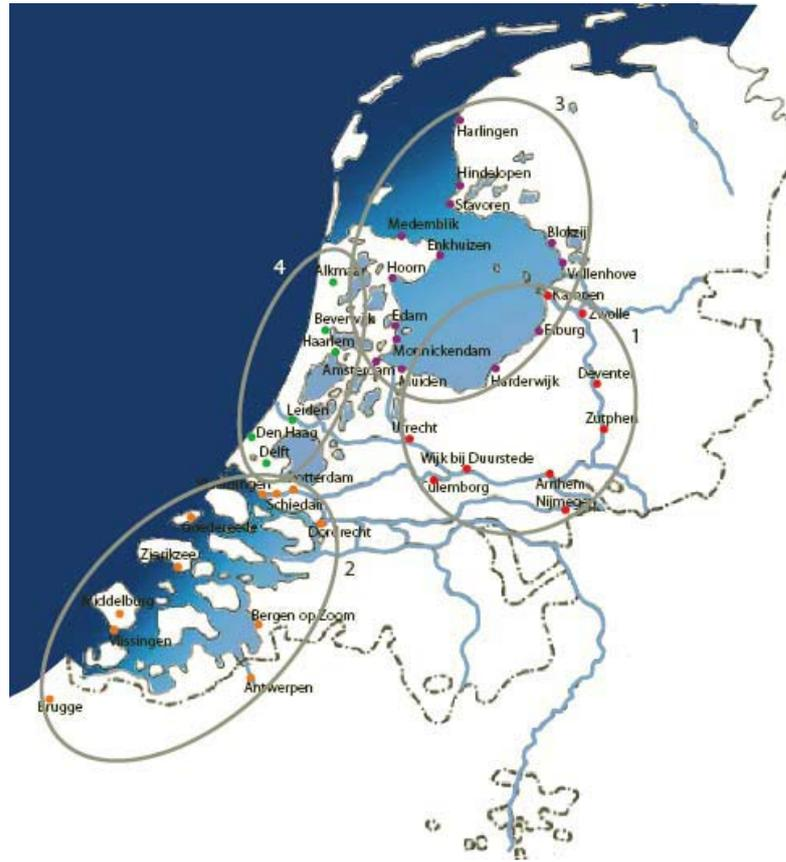 3
Harlingen
Hindelopen
Stavoren
Medemblik
Blokzijl
Enkhuizen
Vollenhove
4
Alkmaar
Hoorn
Kampen
Zwolle
Edam
Beverwijk
Elburg
1
Haarlem
Monnickendam
Amsterdam
Muiden
Harderwijk
Deventer
Leiden
Zutphen
Den Haag
Utrecht
Delft
Wijk bij Duurstede
Rotterdam
Arnhem
Culemborg
Schiedam
Nijmegen
Goedereede
Dordrecht
Zierikzee
2
Middelburg
Bergen op Zoom
Vlissingen
Antwerpen
Brugge